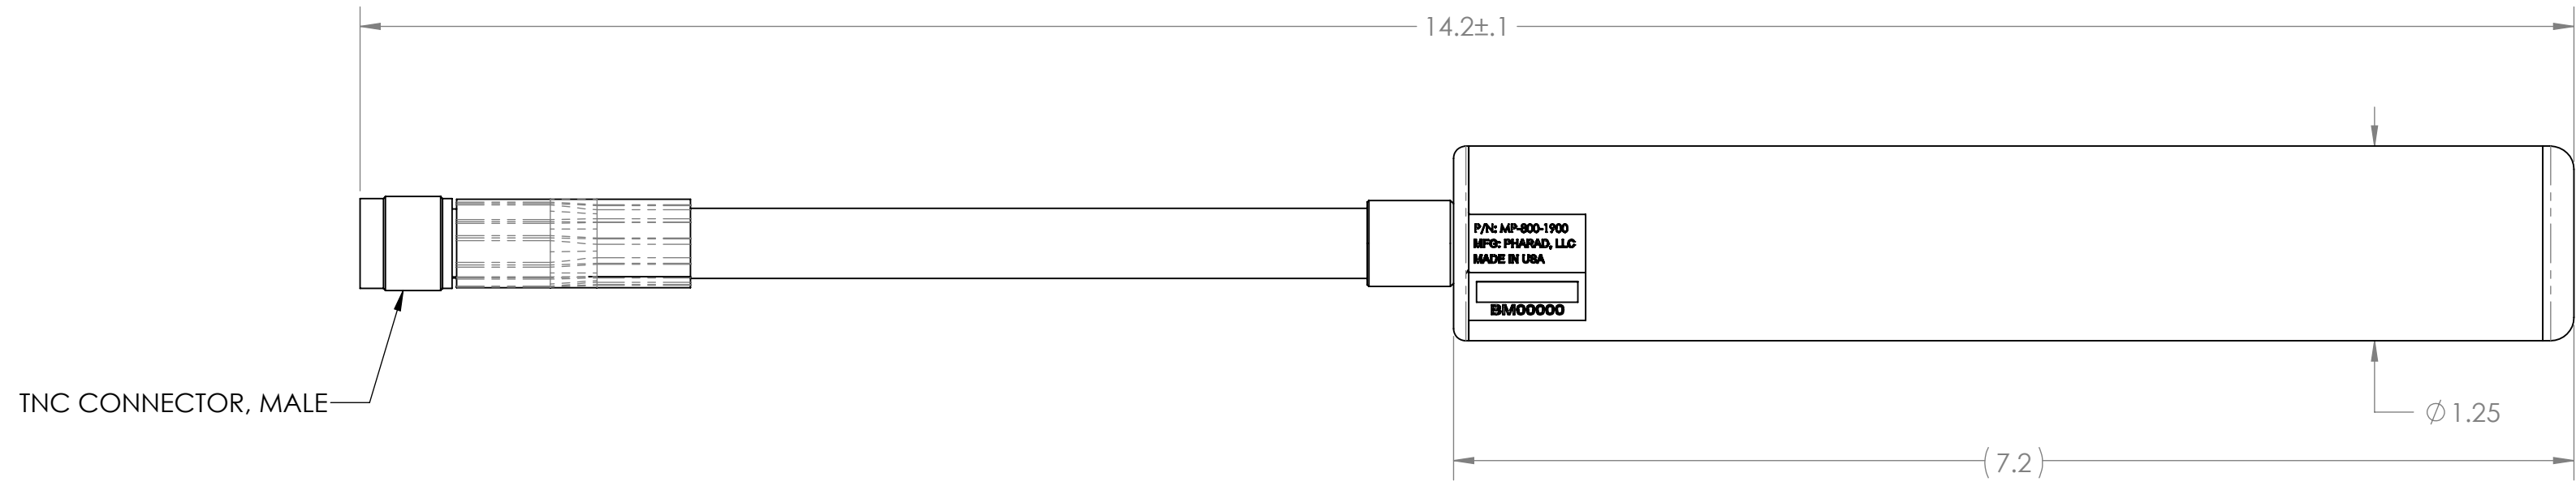 14.2±.1
P/N: MP-800-1900
MFG: PHARAD, LLC
MADE IN USA
BM00000
TNC CONNECTOR, MALE
∅ 1.25
(7.2)